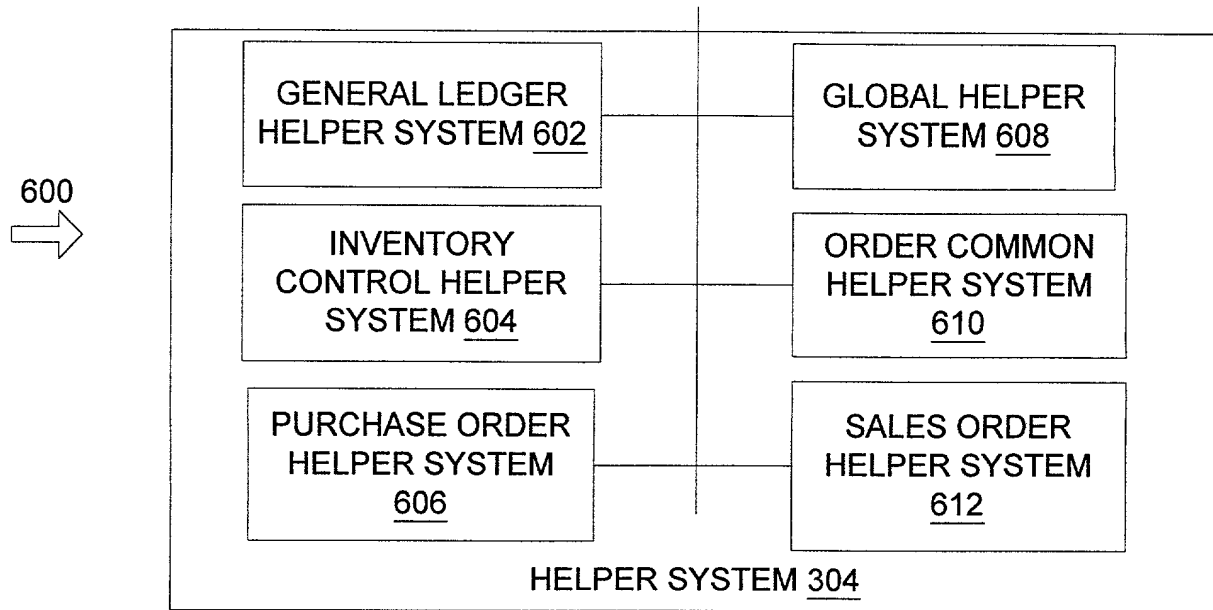 600
GENERAL LEDGER
HELPER SYSTEM 602
GLOBAL HELPER
SYSTEM 608
INVENTORY
CONTROL HELPER
SYSTEM 604
ORDER COMMON
HELPER SYSTEM
610
PURCHASE ORDER
HELPER SYSTEM
606
SALES ORDER
HELPER SYSTEM
612
HELPER SYSTEM 304